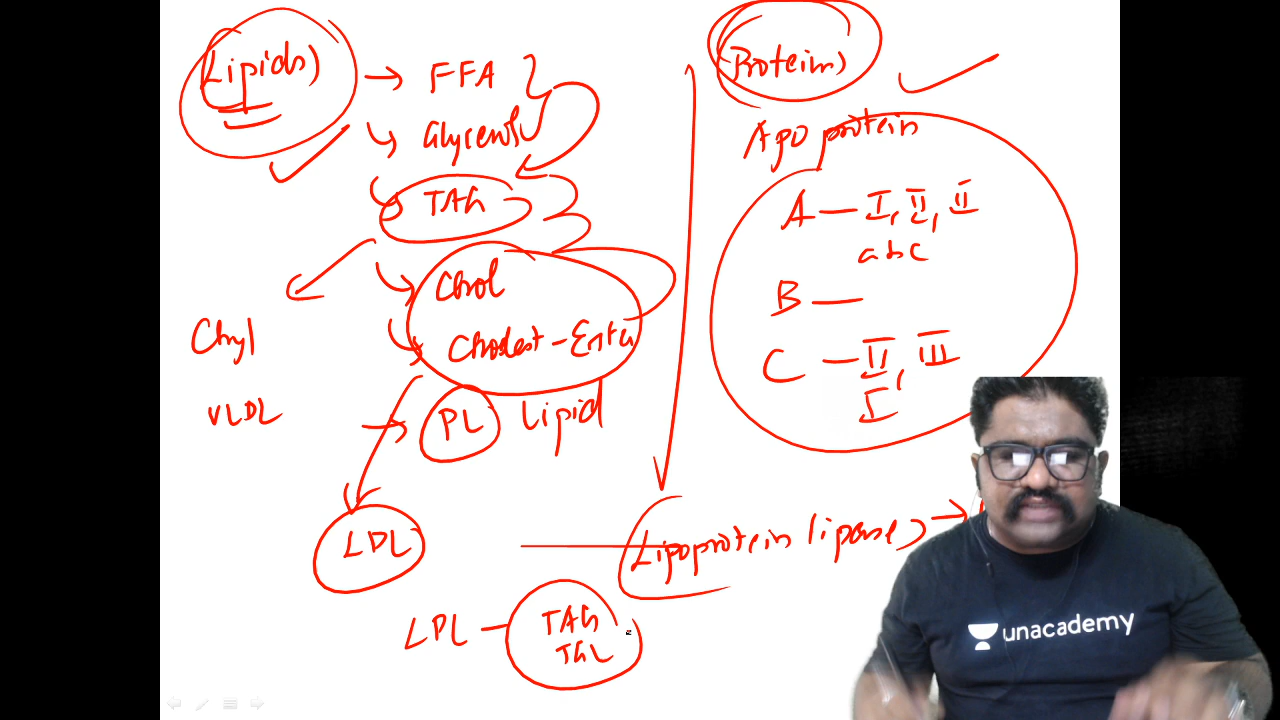 Lipids
→ FFA
Glycerol
TAG
Chol
Cholest-Ester
Chyl
VLDL
PL Lipid
LDL
Proteins
Apo protein
A — I, II, II
a b c
B —
C — II, III
I
Lipoprotein lipase →
LPL — TAG
TGL
unacademy